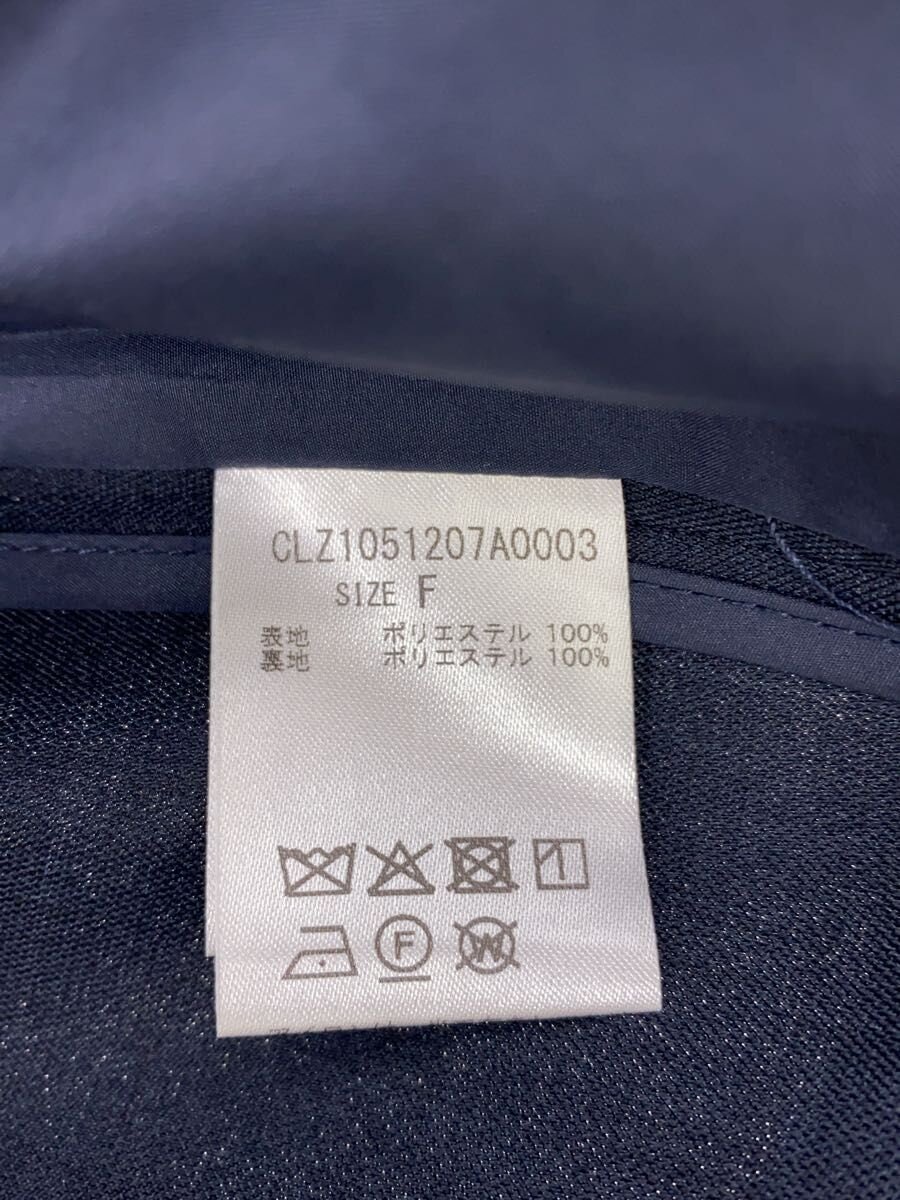 CLZ1051207A0003
SIZE F
表地 ポリエステル 100%
裏地 ポリエステル 100%
F
W